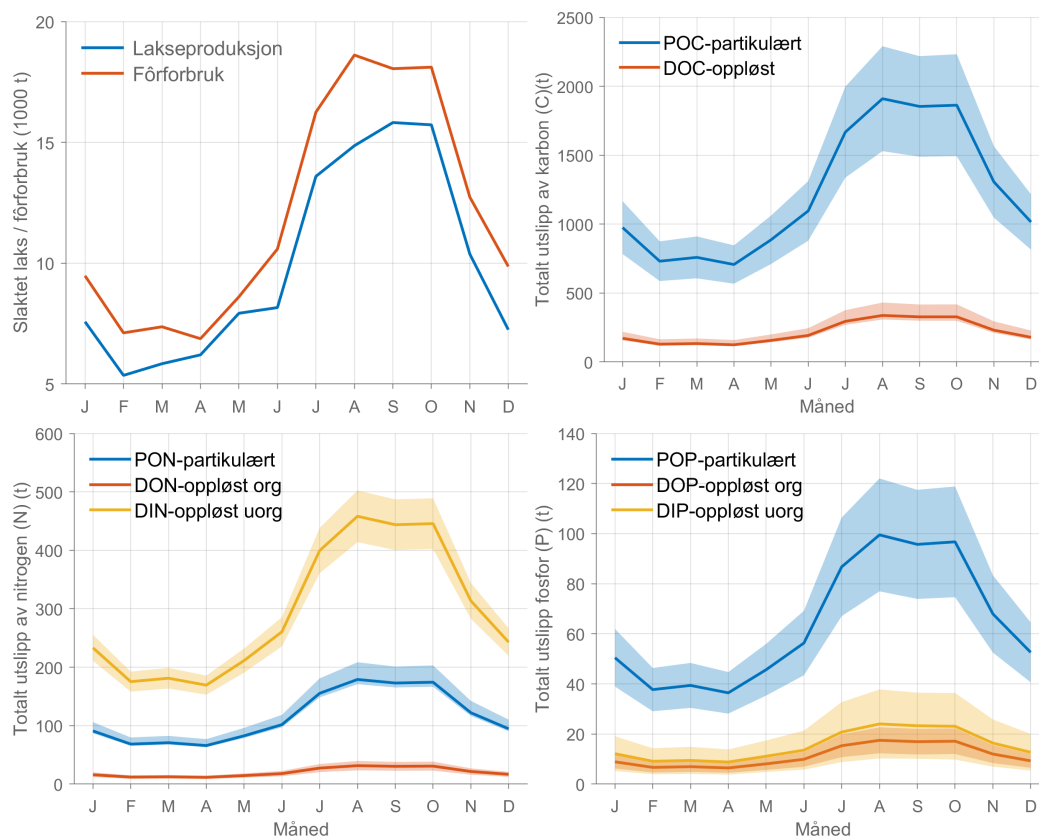 Slaktet laks / fôrforbruk (1000 t)
20
15
10
5
Lakseproduksjon
Fôrforbruk
J F M A M J J A S O N D
Totalt utslipp av karbon (C)(t)
2500
2000
1500
1000
500
0
POC-partikulært
DOC-oppløst
J F M A M J J A S O N D
Måned
Totalt utslipp av nitrogen (N) (t)
600
500
400
300
200
100
0
PON-partikulært
DON-oppløst org
DIN-oppløst uorg
J F M A M J J A S O N D
Måned
Totalt utslipp fosfor (P) (t)
140
120
100
80
60
40
20
0
POP-partikulært
DOP-oppløst org
DIP-oppløst uorg
J F M A M J J A S O N D
Måned